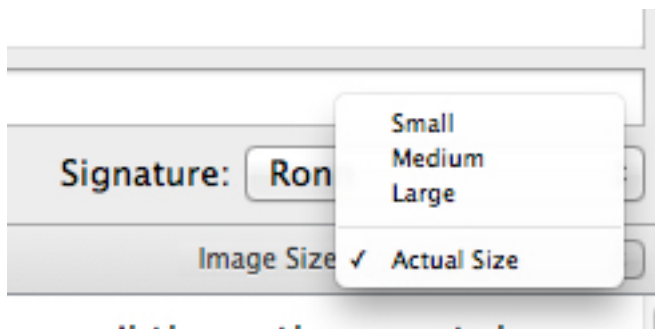 Small
Medium
Signature: Ron
Large
Image Size ✓ Actual Size